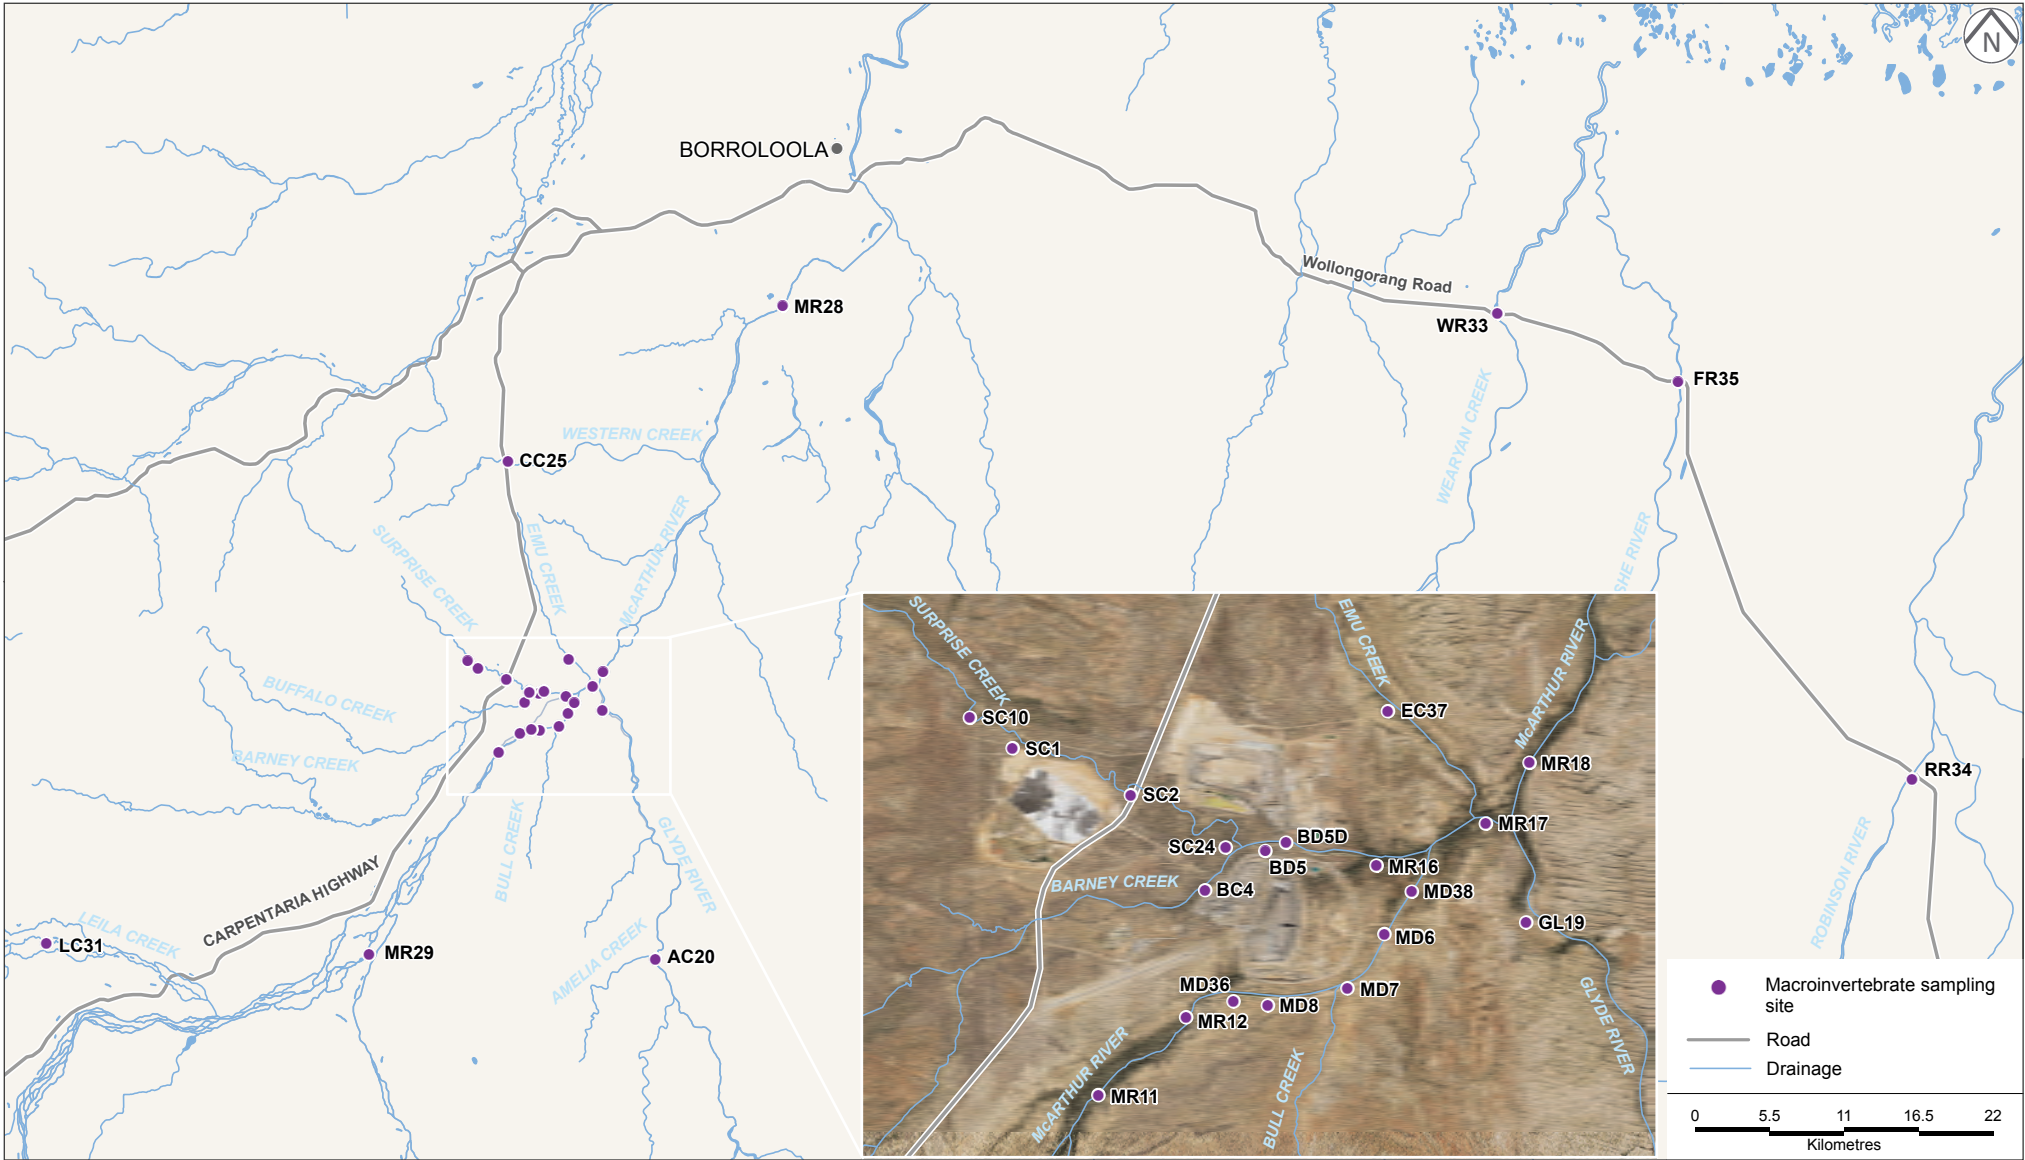 N
BORROLOOLA
MR28
Wollongorang Road
WR33
FR35
WESTERN CREEK
CC25
WEARYAN CREEK
SURPRISE CREEK
EMU CREEK
McARTHUR RIVER
SHE RIVER
BUFFALO CREEK
BARNEY CREEK
BULL CREEK
GLYDE RIVER
CARPENTARIA HIGHWAY
LEILA CREEK
LC31
MR29
AMELIA CREEK
AC20
RR34
ROBINSON RIVER
SURPRISE CREEK
EMU CREEK
McARTHUR RIVER
SC10
EC37
SC1
MR18
SC2
MR17
SC24
BD5D
BD5
MR16
BARNEY CREEK
BC4
MD38
GL19
MD6
MD36
MD7
MD8
MR12
GLYDE RIVER
McARTHUR RIVER
MR11
BULL CREEK
Macroinvertebrate sampling
site
Road
Drainage
0 5.5 11 16.5 22
Kilometres